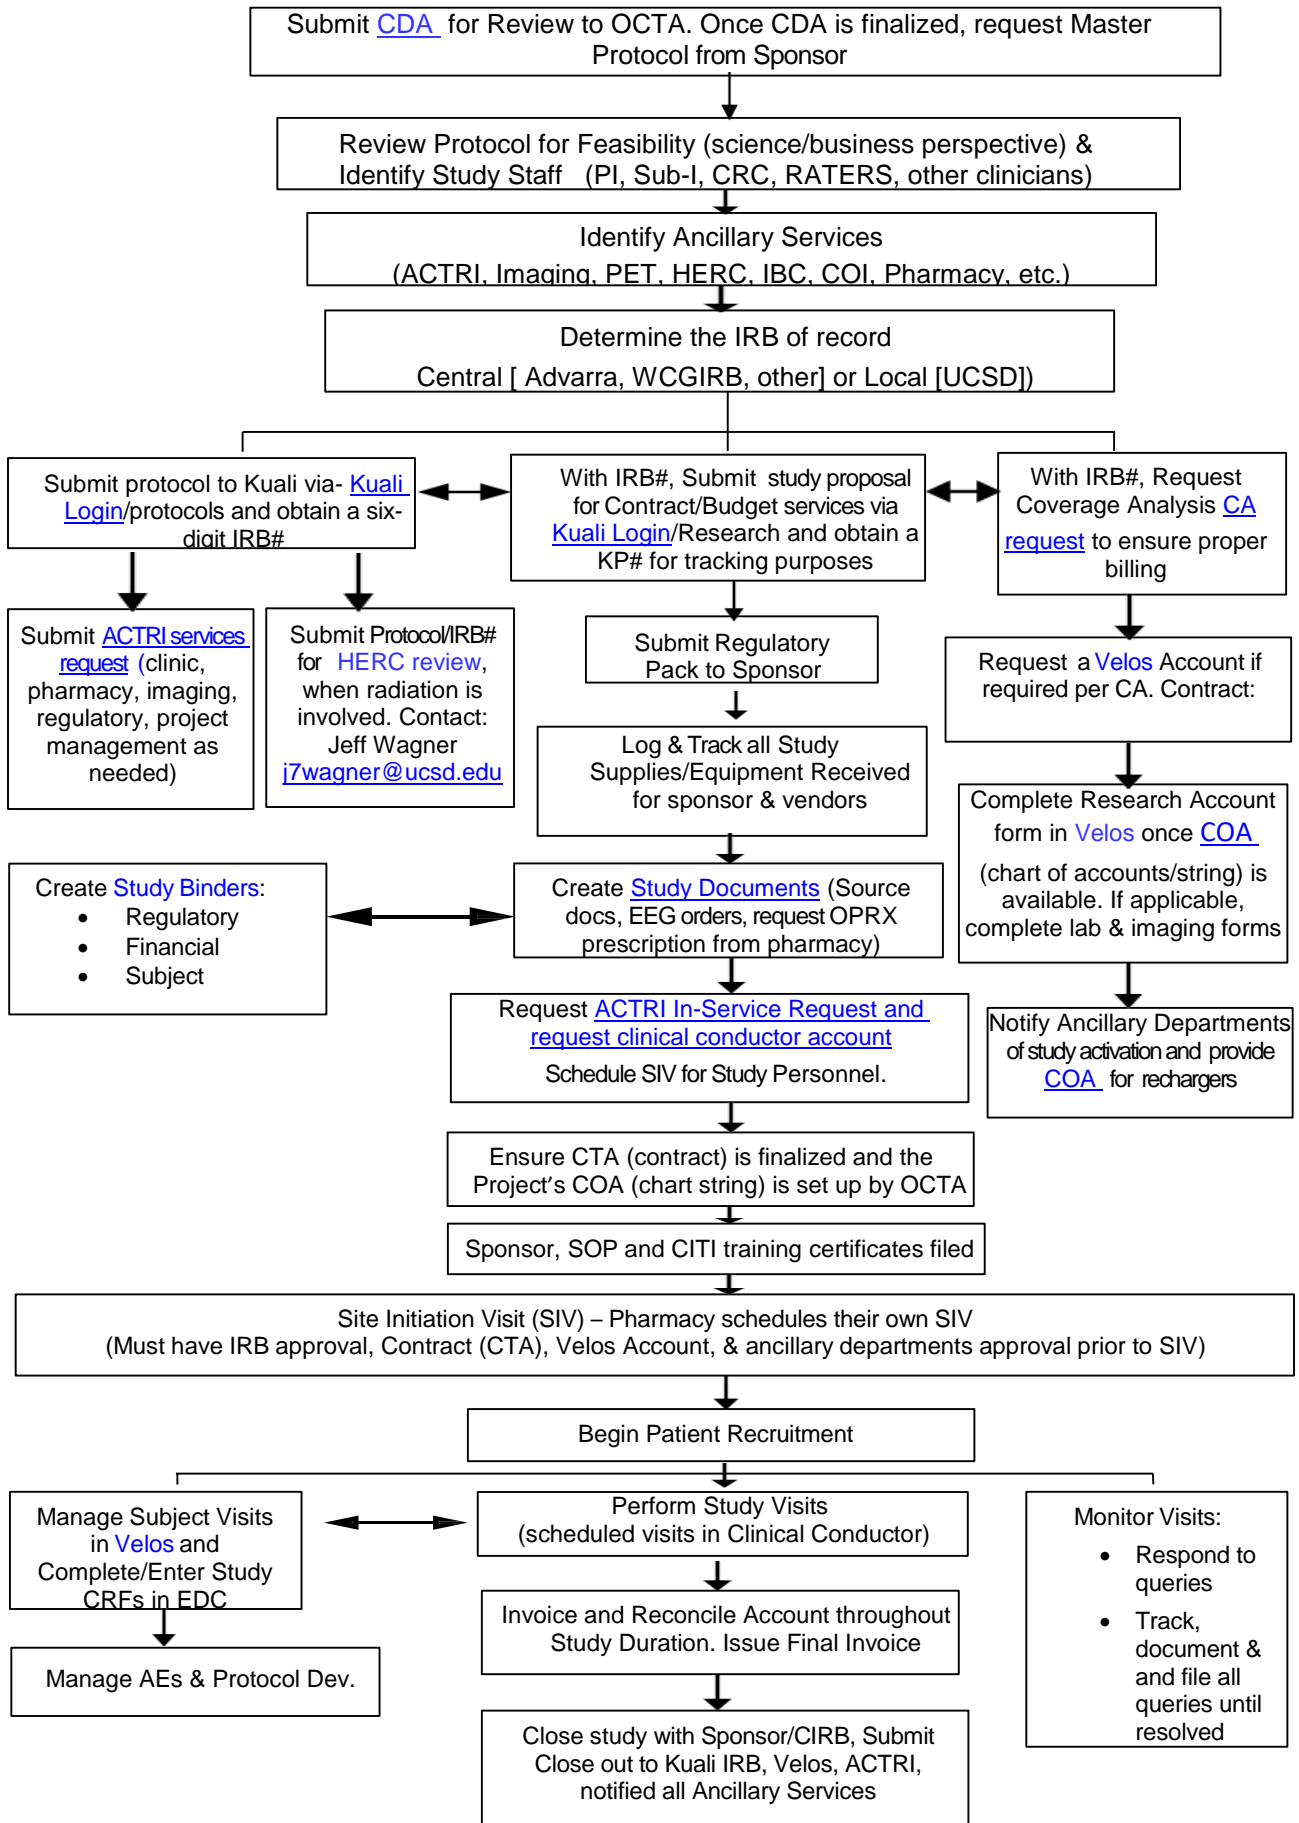 Submit CDA for Review to OCTA. Once CDA is finalized, request Master
Protocol from Sponsor
Review Protocol for Feasibility (science/business perspective) &
Identify Study Staff (PI, Sub-I, CRC, RATERS, other clinicians)
Identify Ancillary Services
(ACTRI, Imaging, PET, HERC, IBC, COI, Pharmacy, etc.)
Determine the IRB of record
Central [ Advarra, WCGIRB, other] or Local [UCSD])
Submit protocol to Kuali via- Kuali
Login/protocols and obtain a six-
digit IRB#
With IRB#, Submit study proposal
for Contract/Budget services via
Kuali Login/Research and obtain a
KP# for tracking purposes
With IRB#, Request
Coverage Analysis CA
request to ensure proper
billing
Submit ACTRI services
request (clinic,
pharmacy, imaging,
regulatory, project
management as
needed)
Submit Protocol/IRB#
for HERC review,
when radiation is
involved. Contact:
Jeff Wagner
j7wagner@ucsd.edu
Submit Regulatory
Pack to Sponsor
Request a Velos Account if
required per CA. Contract:
Log & Track all Study
Supplies/Equipment Received
for sponsor & vendors
Complete Research Account
form in Velos once COA
(chart of accounts/string) is
available. If applicable,
complete lab & imaging forms
Create Study Binders:
• Regulatory
• Financial
• Subject
Create Study Documents (Source
docs, EEG orders, request OPRX
prescription from pharmacy)
Request ACTRI In-Service Request and
request clinical conductor account
Schedule SIV for Study Personnel.
Notify Ancillary Departments
of study activation and provide
COA for rechargers
Ensure CTA (contract) is finalized and the
Project’s COA (chart string) is set up by OCTA
Sponsor, SOP and CITI training certificates filed
Site Initiation Visit (SIV) – Pharmacy schedules their own SIV
(Must have IRB approval, Contract (CTA), Velos Account, & ancillary departments approval prior to SIV)
Begin Patient Recruitment
Manage Subject Visits
in Velos and
Complete/Enter Study
CRFs in EDC
Perform Study Visits
(scheduled visits in Clinical Conductor)
Monitor Visits:
• Respond to
queries
• Track,
document &
and file all
queries until
resolved
Invoice and Reconcile Account throughout
Study Duration. Issue Final Invoice
Manage AEs & Protocol Dev.
Close study with Sponsor/CIRB, Submit
Close out to Kuali IRB, Velos, ACTRI,
notified all Ancillary Services